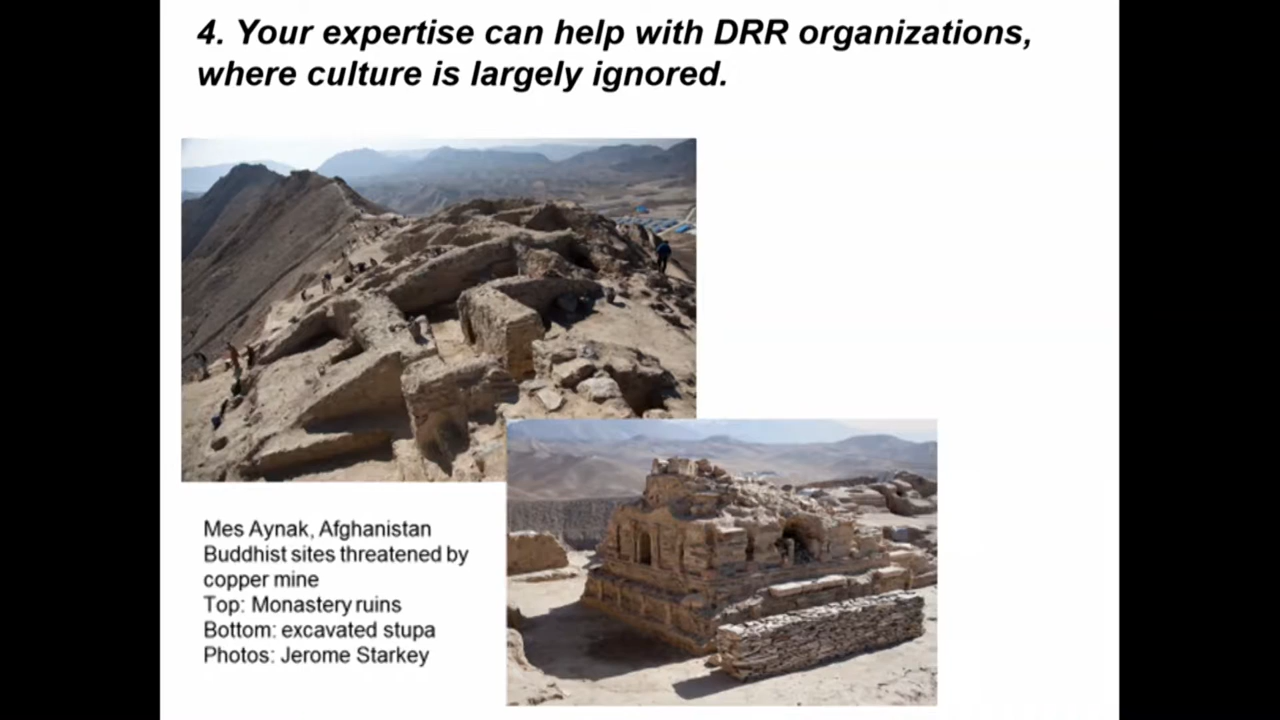 4. Your expertise can help with DRR organizations,
where culture is largely ignored.
Mes Aynak, Afghanistan
Buddhist sites threatened by
copper mine
Top: Monastery ruins
Bottom: excavated stupa
Photos: Jerome Starkey